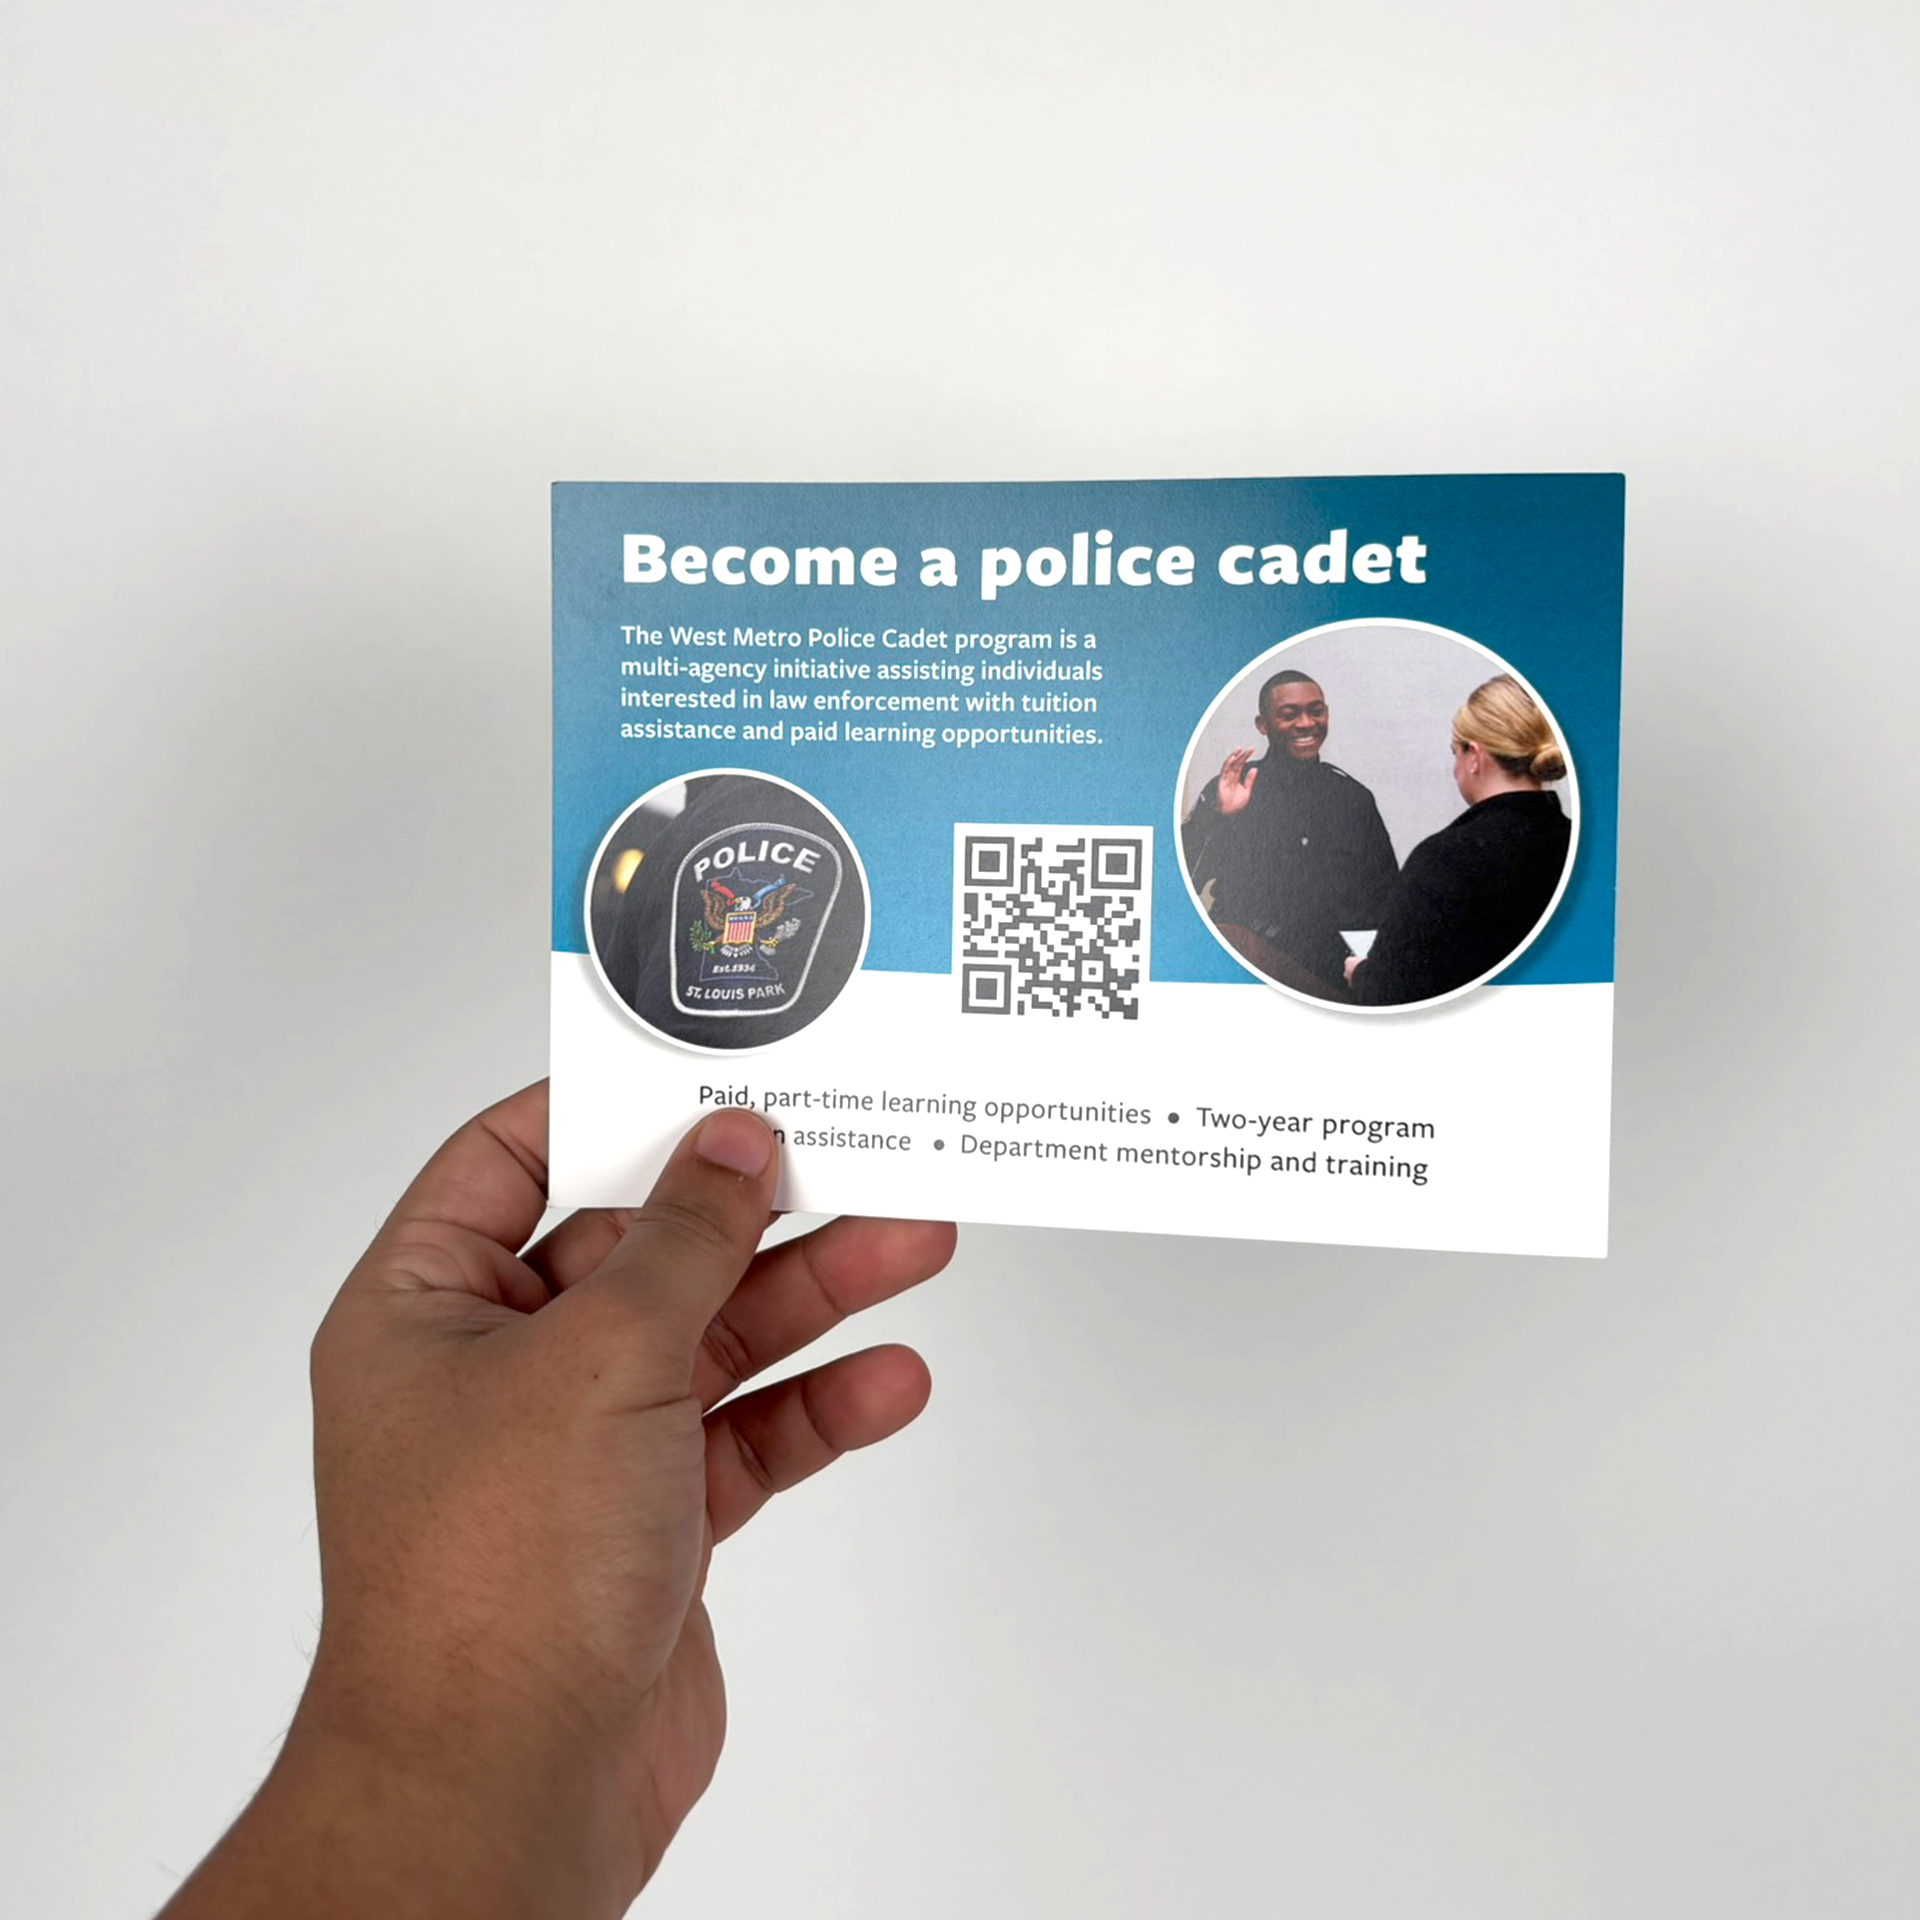 Become a police cadet
The West Metro Police Cadet program is a
multi-agency initiative assisting individuals
interested in law enforcement with tuition
assistance and paid learning opportunities.
POLICE
Est. 1954
ST. LOUIS PARK
Paid, part-time learning opportunities • Two-year program
assistance • Department mentorship and training